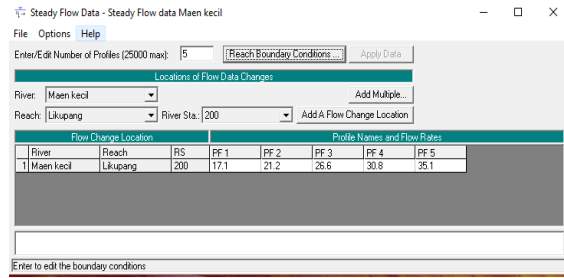 Steady Flow Data - Steady Flow data Maen kecil
File Options Help
Enter/Edit Number of Profiles (25000 max): 5 Reach Boundary Conditions ... Apply Data
Locations of Flow Data Changes
River: Maen kecil Add Multiple...
Reach: Likupang River Sta.: 200 Add A Flow Change Location
Flow Change Location Profile Names and Flow Rates
River Reach RS PF 1 PF 2 PF 3 PF 4 PF 5
1 Maen kecil Likupang 200 17.1 21.2 26.6 30.8 35.1
Enter to edit the boundary conditions